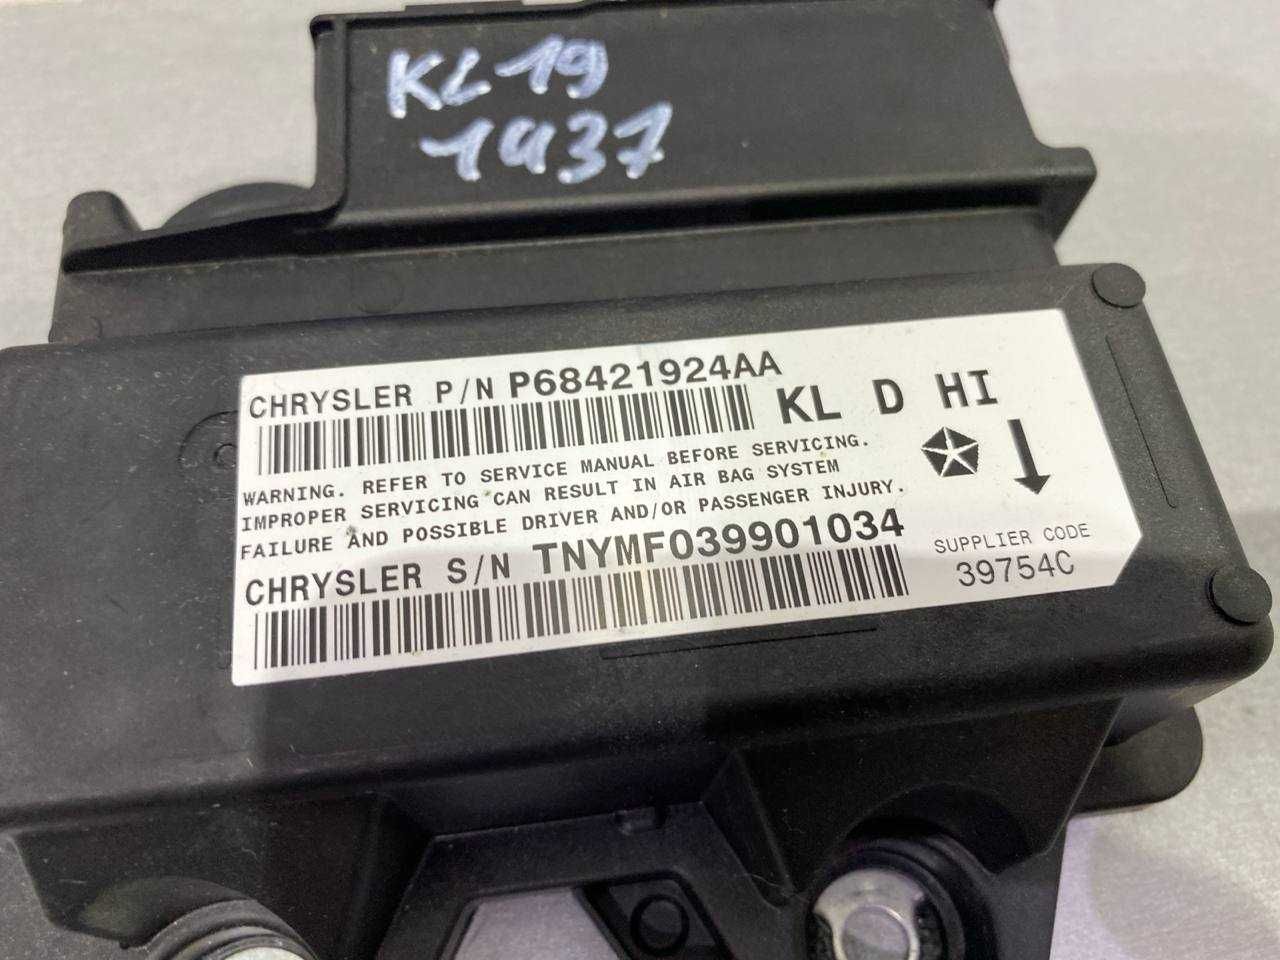 KL19
1937
CHRYSLER P/N P68421924AA
KL D HI
WARNING. REFER TO SERVICE MANUAL BEFORE SERVICING.
IMPROPER SERVICING CAN RESULT IN AIR BAG SYSTEM
FAILURE AND POSSIBLE DRIVER AND/OR PASSENGER INJURY.
CHRYSLER S/N TNYMF039901034
SUPPLIER CODE
39754C